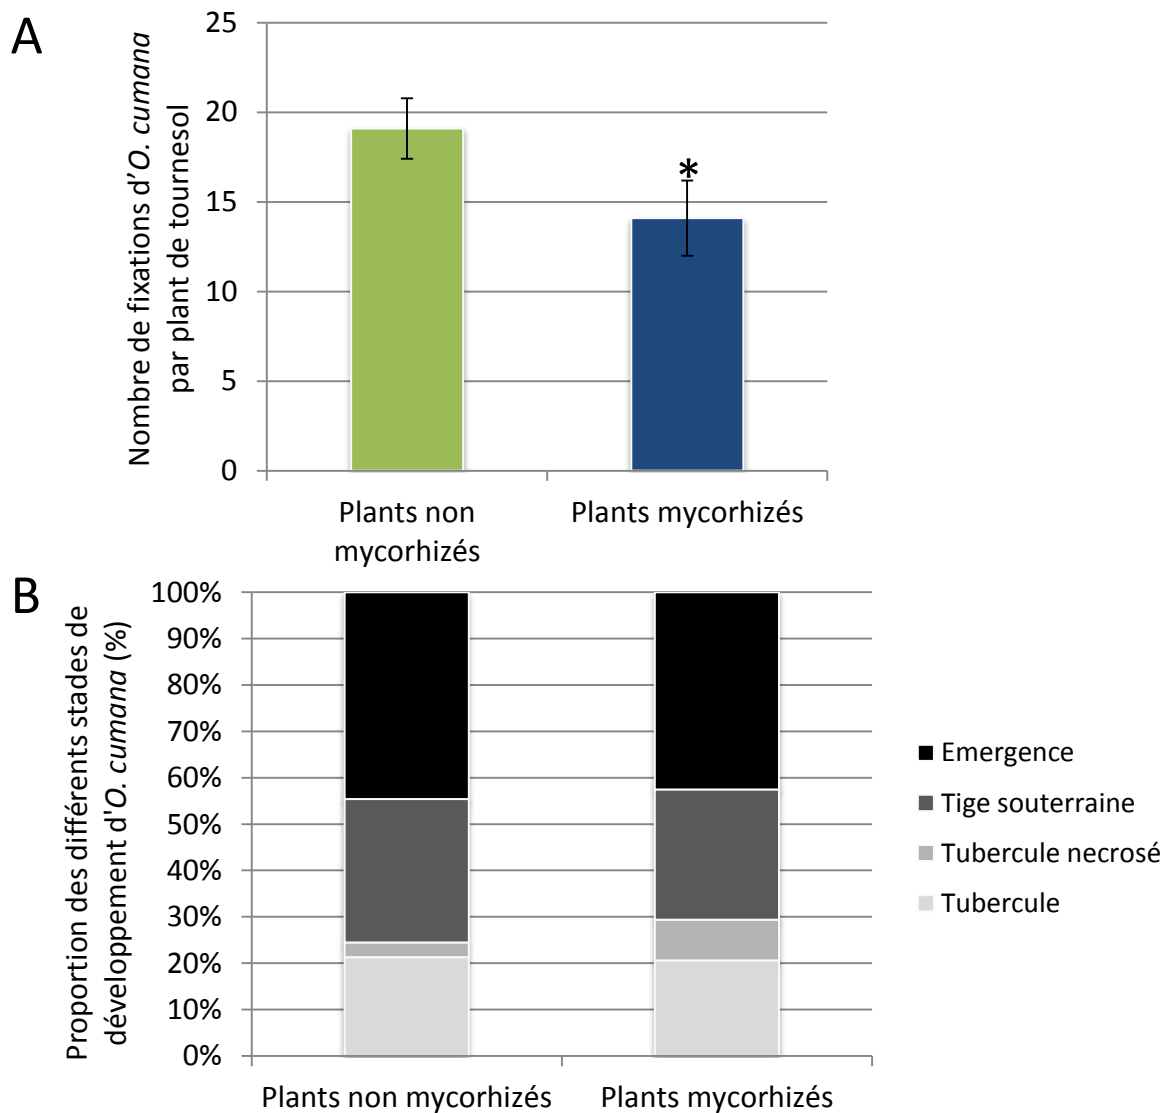 A
Nombre de fixations d'O. cumana
par plant de tournesol
25
20
15
10
5
0
*
Plants non
mycorhizés
Plants mycorhizés
B
Proportion des différents stades de
développement d'O. cumana (%)
100%
90%
80%
70%
60%
50%
40%
30%
20%
10%
0%
Plants non mycorhizés
Plants mycorhizés
Emergence
Tige souterraine
Tubercule necrosé
Tubercule